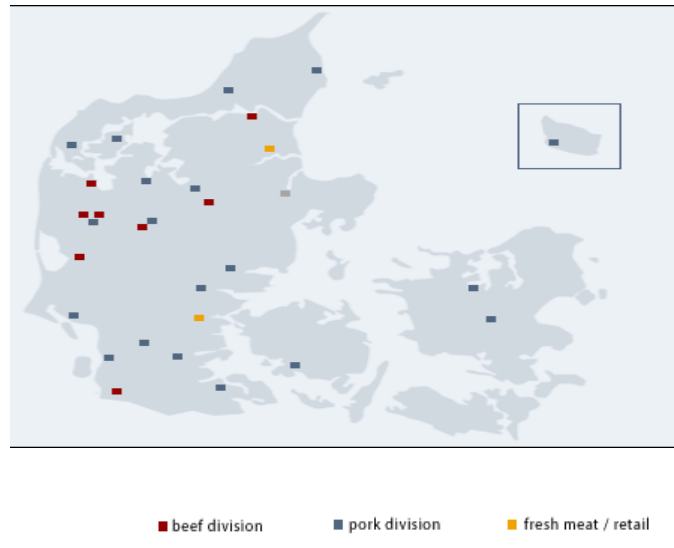 beef division
pork division
fresh meat / retail